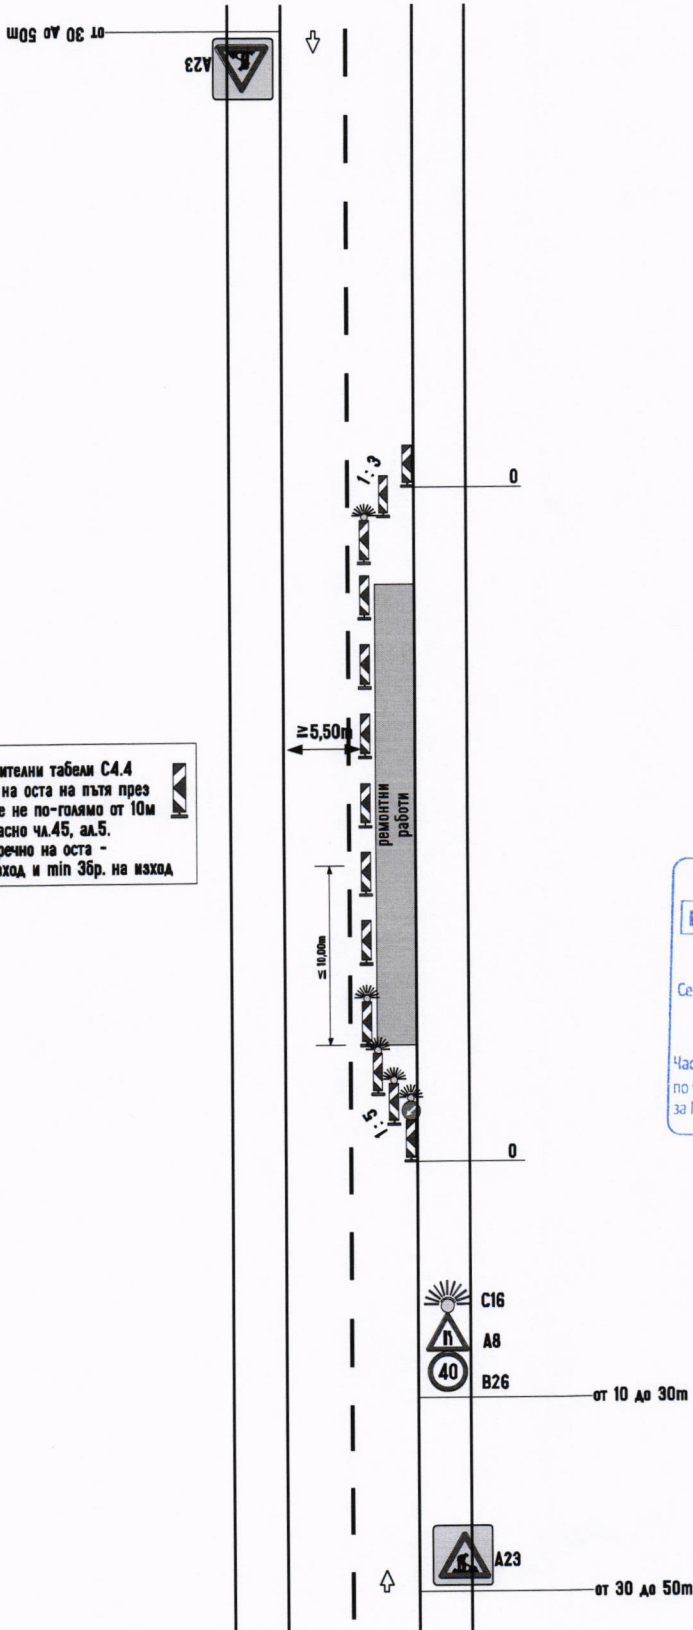 от 30 до 50m
A23
1:3
0
≥5,50m
ителни табели C4.4
на оста на пътя през
е не по-голямо от 10м
асно чл.45, ал.5.
речно на оста -
ход и min 3бр. на изход
ремонтни
работи
≤ 10,00m
1:5
0
C16
A8
40
B26
от 10 до 30m
A23
от 30 до 50m